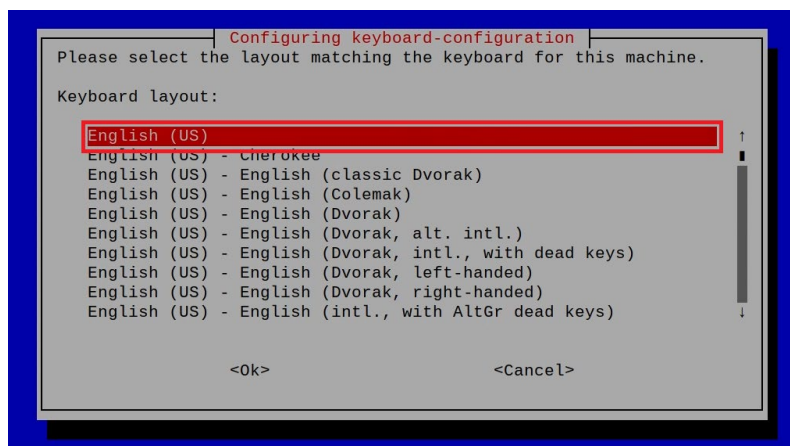 Configuring keyboard-configuration
Please select the layout matching the keyboard for this machine.
Keyboard layout:
English (US)
English (US) - Cherokee
English (US) - English (classic Dvorak)
English (US) - English (Colemak)
English (US) - English (Dvorak)
English (US) - English (Dvorak, alt. intl.)
English (US) - English (Dvorak, intl., with dead keys)
English (US) - English (Dvorak, left-handed)
English (US) - English (Dvorak, right-handed)
English (US) - English (intl., with AltGr dead keys)
<Ok> <Cancel>